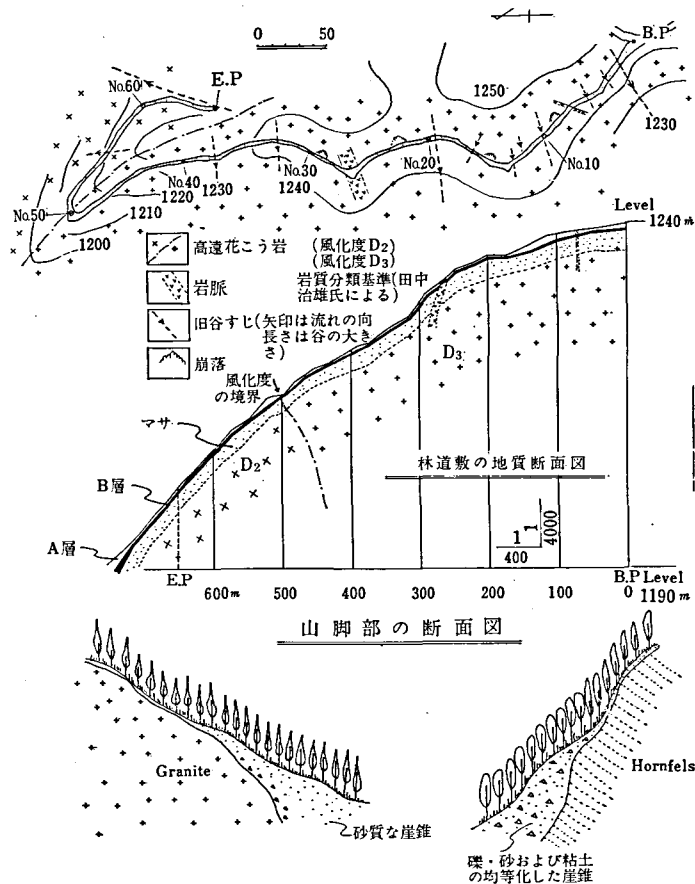 0 50
B.P
No.60
E.P
1250
1230
No.50
No.40
1230
No.30
1240
No.20
No.10
1220
1210
1200
Level
1240m
高遠花こう岩 (風化度D₂)
(風化度D₃)
岩脈
岩質分類基準(田中
治雄氏による)
旧谷すじ(矢印は流れの向
長さは谷の大き
さ)
崩落
風化度
の境界
マサ
D₃
D₂
林道敷の地質断面図
B層
A層
1
400
1
4000
E.P
600m 500 400 300 200 100 0
B.P Level
1190m
山脚部の断面図
Granite
砂質な崖錐
Hornfels
礫・砂および粘土
の均等化した崖錐